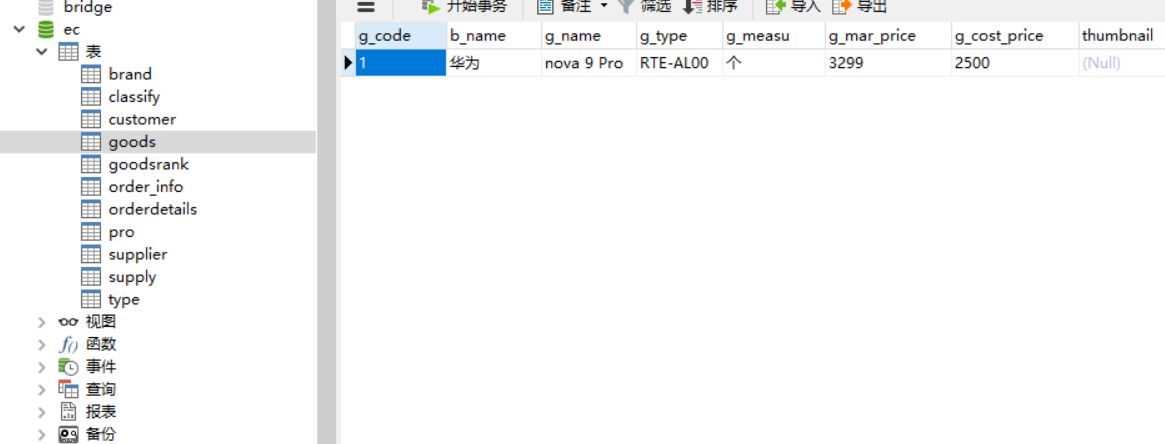 bridge
ec
表
brand
classify
customer
goods
goodsrank
order_info
orderdetails
pro
supplier
supply
type
视图
f()
函数
事件
查询
报表
备份
开始事务 备注 筛选 排序 导入 导出
g_code b_name g_name g_type g_measu g_mar_price g_cost_price thumbnail
1 华为 nova 9 Pro RTE-AL00 个 3299 2500 (Null)